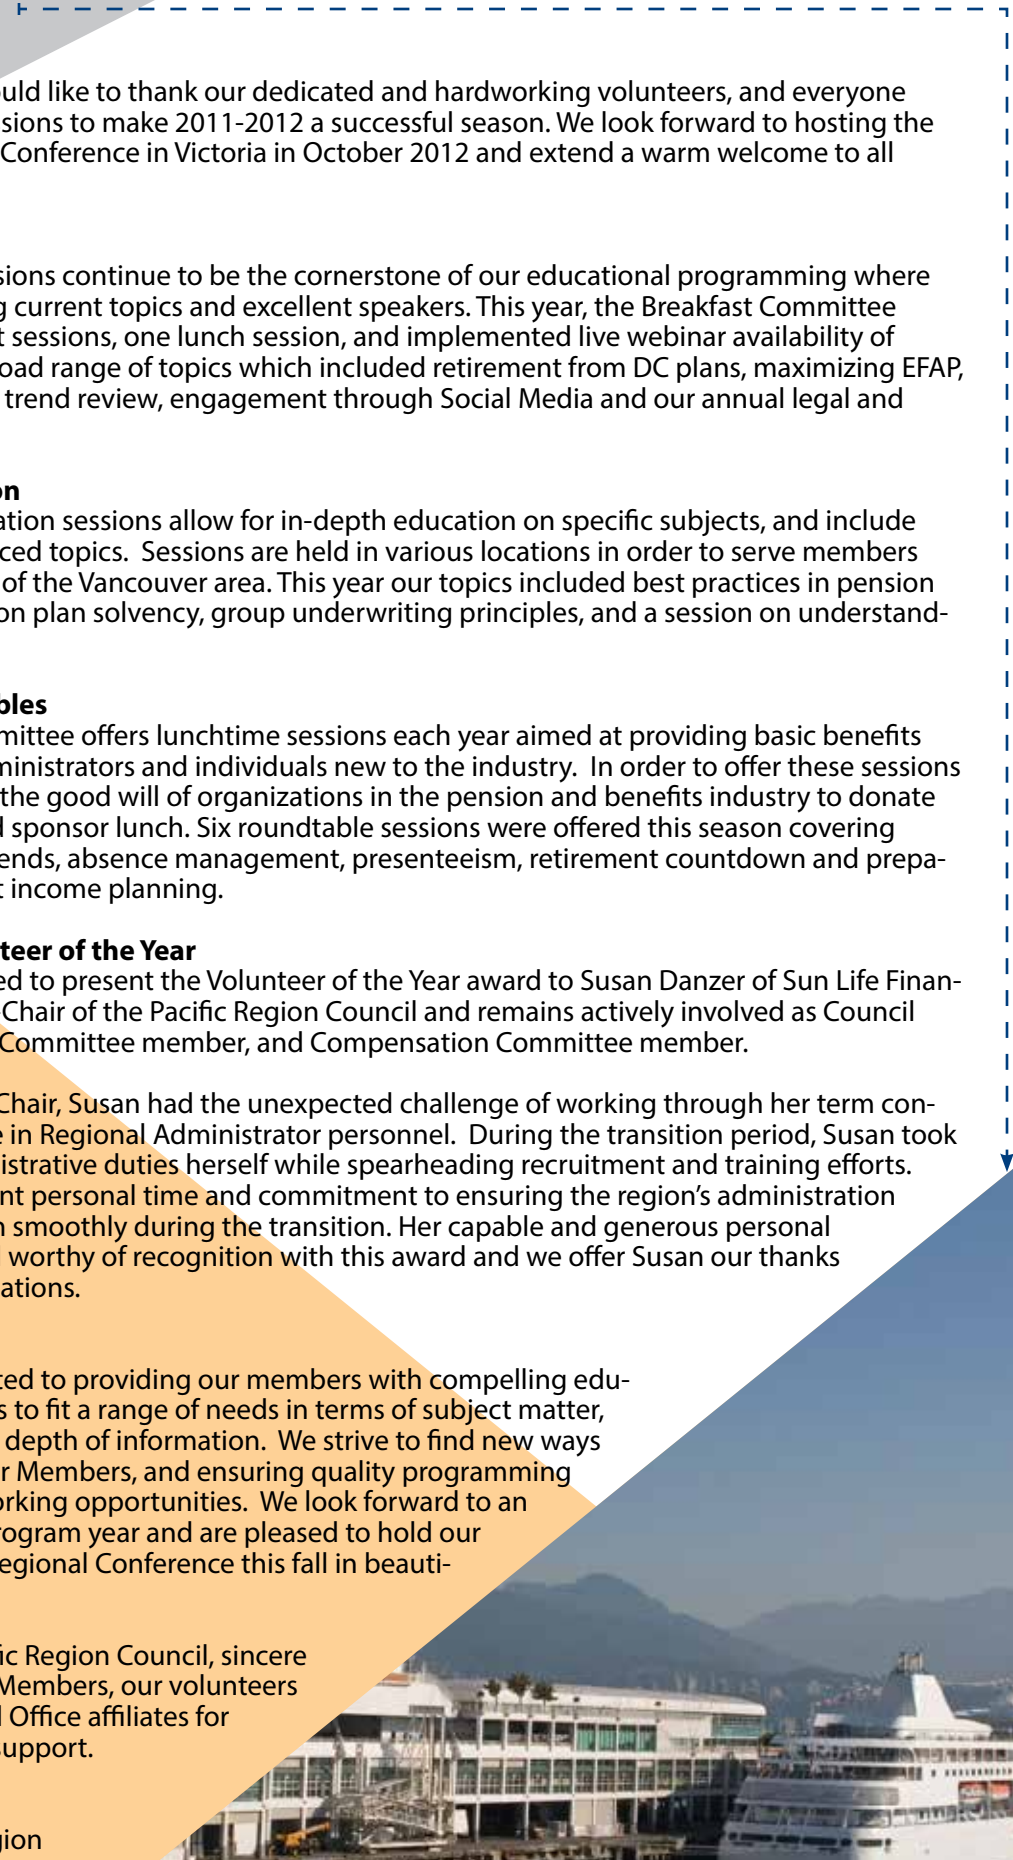 uld like to thank our dedicated and hardworking volunteers, and everyone
sions to make 2011-2012 a successful season. We look forward to hosting the
Conference in Victoria in October 2012 and extend a warm welcome to all
sions continue to be the cornerstone of our educational programming where
g current topics and excellent speakers. This year, the Breakfast Committee
t sessions, one lunch session, and implemented live webinar availability of
oad range of topics which included retirement from DC plans, maximizing EFAP,
trend review, engagement through Social Media and our annual legal and
on
ation sessions allow for in-depth education on specific subjects, and include
ced topics. Sessions are held in various locations in order to serve members
of the Vancouver area. This year our topics included best practices in pension
on plan solvency, group underwriting principles, and a session on understand-
bles
mittee offers lunchtime sessions each year aimed at providing basic benefits
ministrators and individuals new to the industry. In order to offer these sessions
the good will of organizations in the pension and benefits industry to donate
d sponsor lunch. Six roundtable sessions were offered this season covering
ends, absence management, presenteeism, retirement countdown and prepa-
t income planning.
teer of the Year
ed to present the Volunteer of the Year award to Susan Danzer of Sun Life Finan-
Chair of the Pacific Region Council and remains actively involved as Council
Committee member, and Compensation Committee member.
Chair, Susan had the unexpected challenge of working through her term con-
e in Regional Administrator personnel. During the transition period, Susan took
istrative duties herself while spearheading recruitment and training efforts.
nt personal time and commitment to ensuring the region's administration
n smoothly during the transition. Her capable and generous personal
d worthy of recognition with this award and we offer Susan our thanks
ations.
ted to providing our members with compelling edu-
s to fit a range of needs in terms of subject matter,
depth of information. We strive to find new ways
r Members, and ensuring quality programming
orking opportunities. We look forward to an
rogram year and are pleased to hold our
egional Conference this fall in beauti-
fic Region Council, sincere
Members, our volunteers
l Office affiliates for
support.
gion